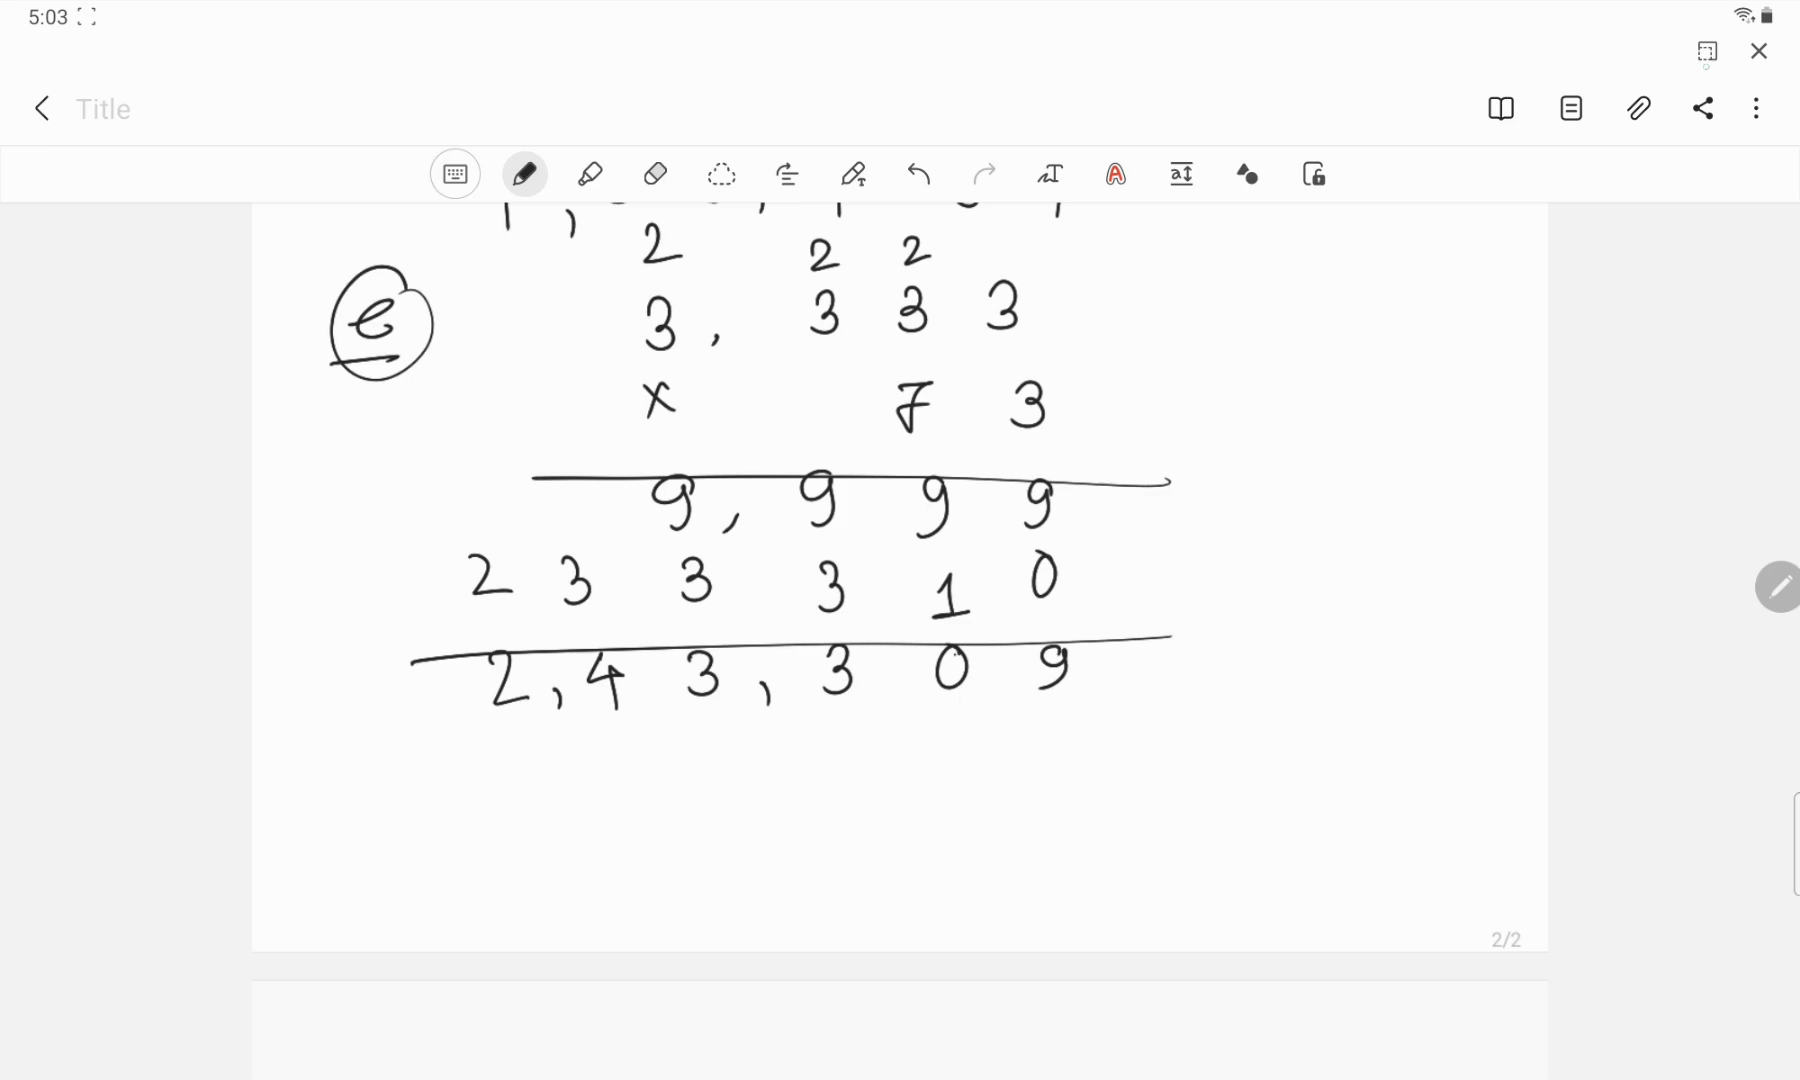 5:03
Title
2 2 2
e 3, 3 3 3
x 7 3
9, 9 9 9
2 3 3 3 1 0
2, 4 3, 3 0 9
2/2